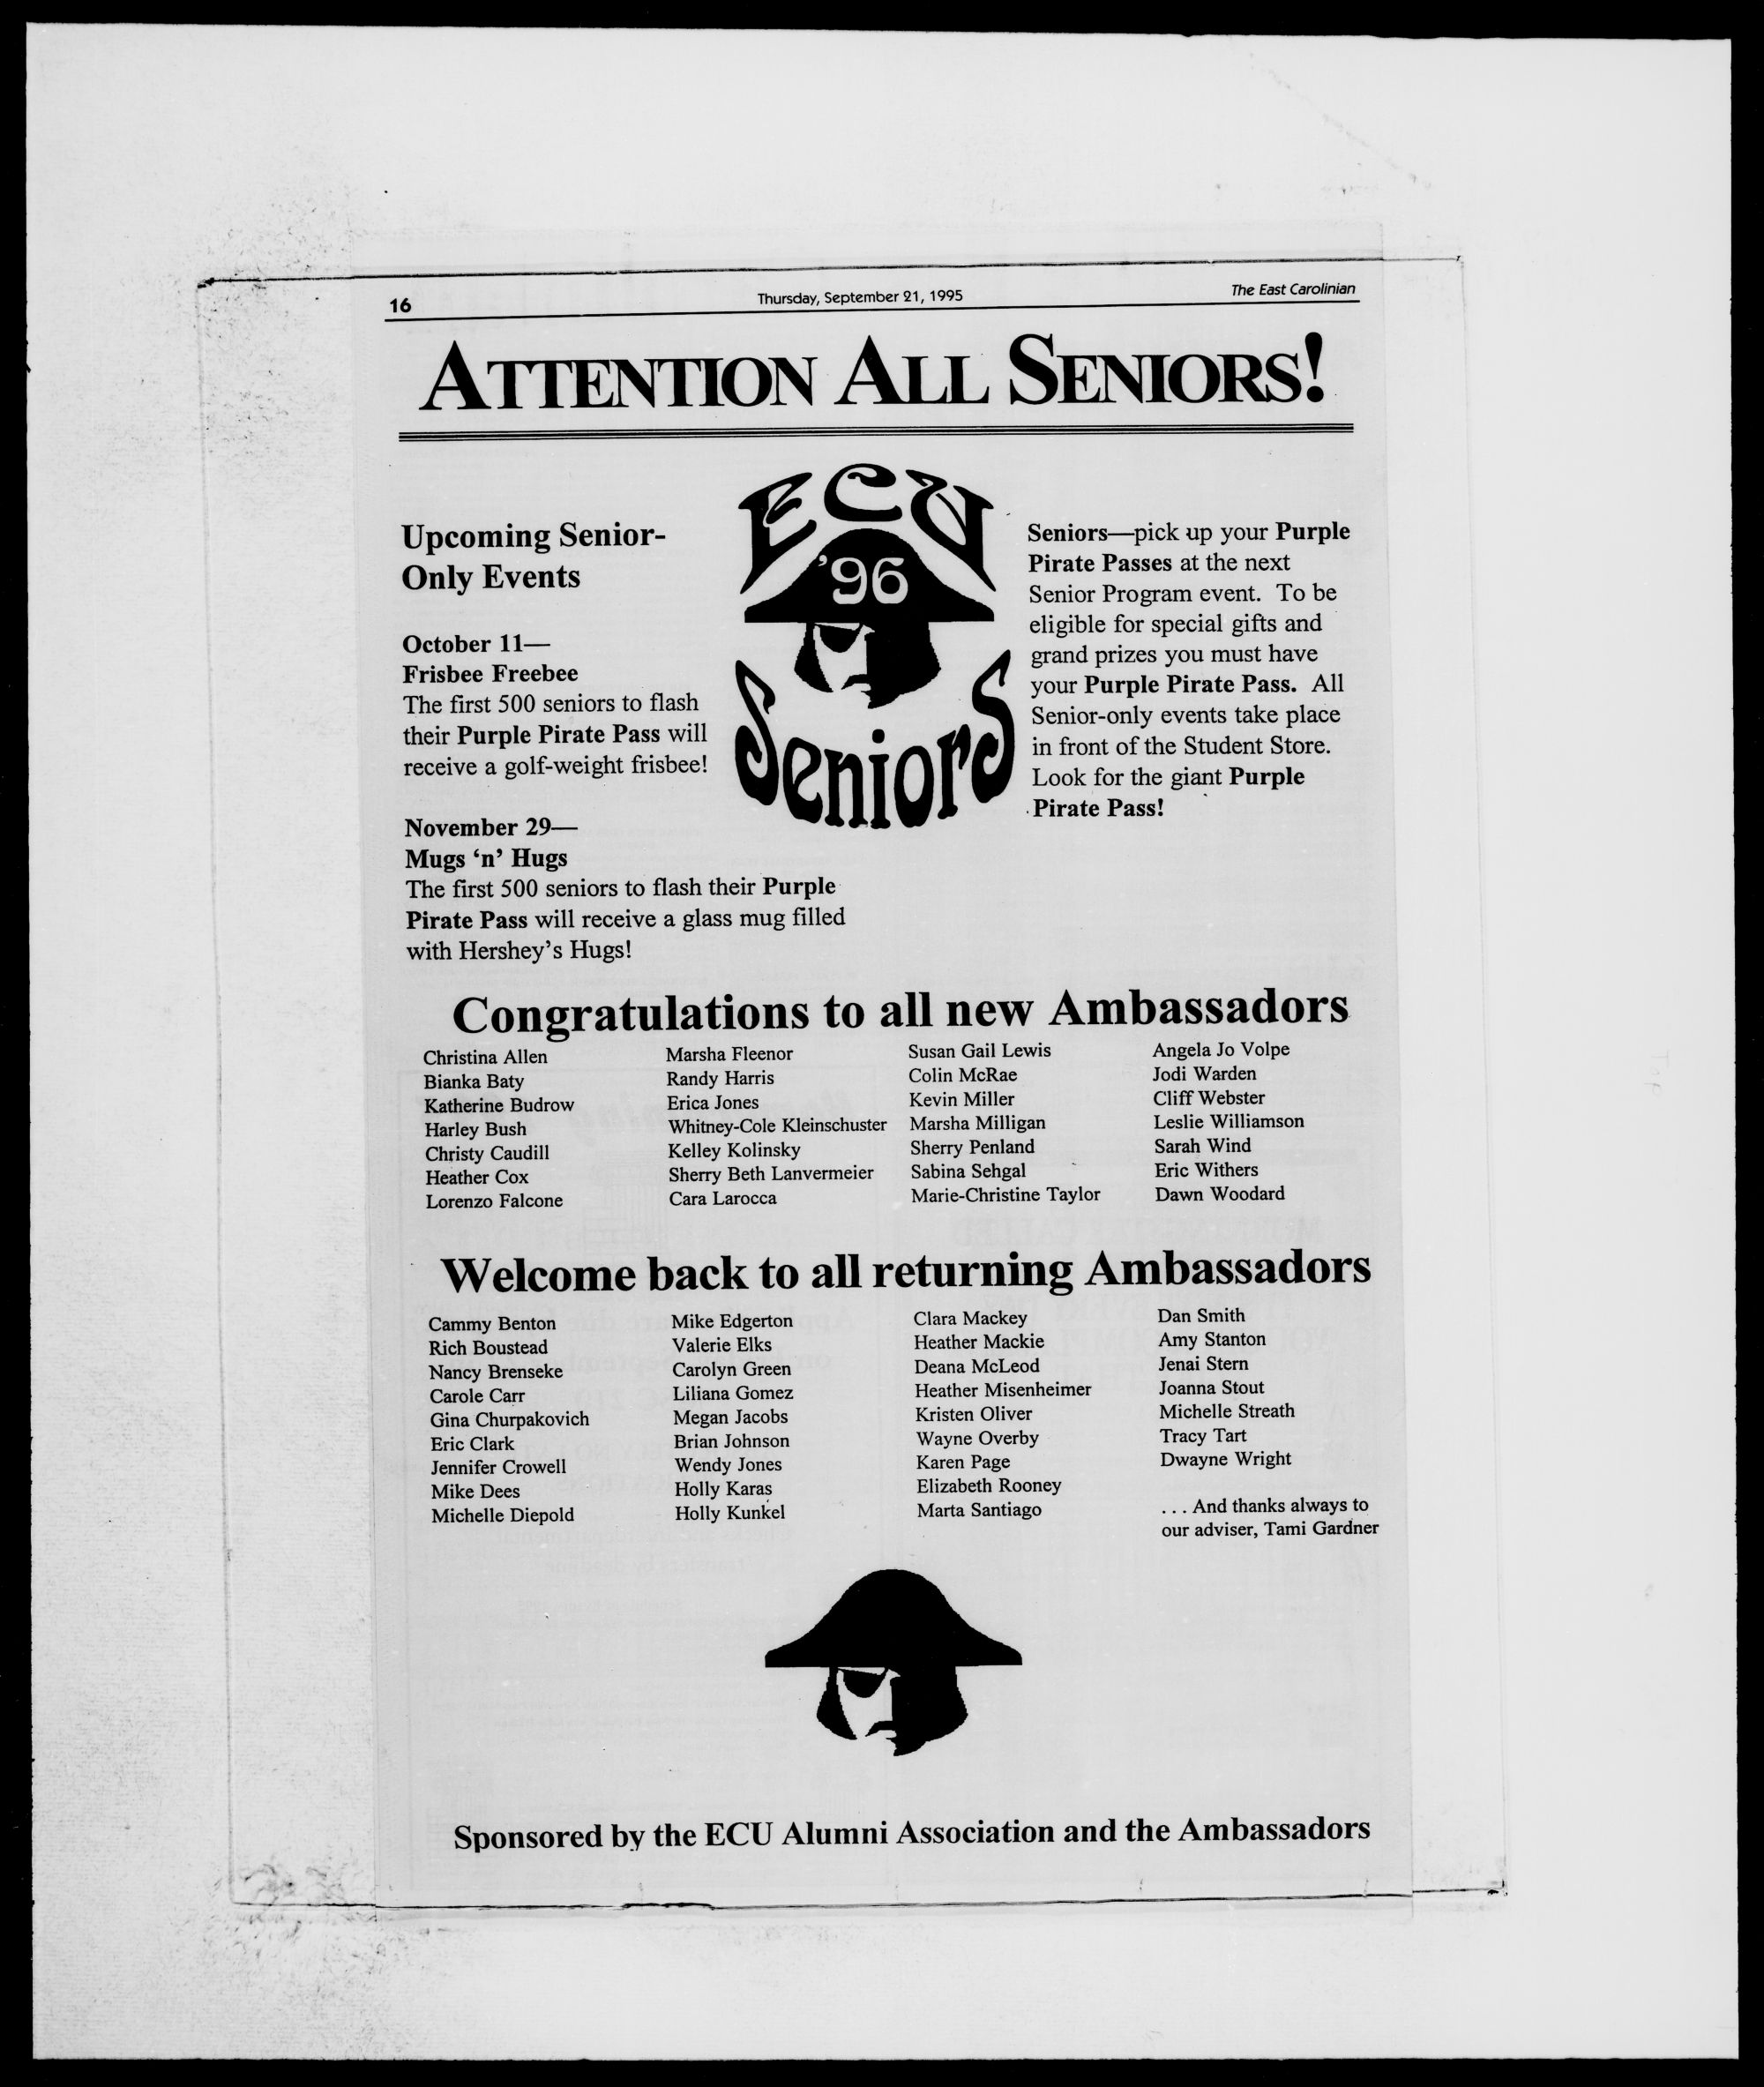 16
Thursday, September 21, 1995
The East Carolinian
ATTENTION ALL SENIORS!
Upcoming Senior-
Only Events
October 11—
Frisbee Freebee
The first 500 seniors to flash
their Purple Pirate Pass will
receive a golf-weight frisbee!
November 29—
Mugs ‘n’ Hugs
The first 500 seniors to flash their Purple
Pirate Pass will receive a glass mug filled
with Hershey’s Hugs!
ECU
’96
Seniors
Seniors—pick up your Purple
Pirate Passes at the next
Senior Program event. To be
eligible for special gifts and
grand prizes you must have
your Purple Pirate Pass. All
Senior-only events take place
in front of the Student Store.
Look for the giant Purple
Pirate Pass!
Congratulations to all new Ambassadors
Christina Allen
Bianka Baty
Katherine Budrow
Harley Bush
Christy Caudill
Heather Cox
Lorenzo Falcone
Marsha Fleenor
Randy Harris
Erica Jones
Whitney-Cole Kleinschuster
Kelley Kolinsky
Sherry Beth Lanvermeier
Cara Larocca
Susan Gail Lewis
Colin McRae
Kevin Miller
Marsha Milligan
Sherry Penland
Sabina Sehgal
Marie-Christine Taylor
Angela Jo Volpe
Jodi Warden
Cliff Webster
Leslie Williamson
Sarah Wind
Eric Withers
Dawn Woodard
Welcome back to all returning Ambassadors
Cammy Benton
Rich Boustead
Nancy Brenseke
Carole Carr
Gina Churpakovich
Eric Clark
Jennifer Crowell
Mike Dees
Michelle Diepold
Mike Edgerton
Valerie Elks
Carolyn Green
Liliana Gomez
Megan Jacobs
Brian Johnson
Wendy Jones
Holly Karas
Holly Kunkel
Clara Mackey
Heather Mackie
Deana McLeod
Heather Misenheimer
Kristen Oliver
Wayne Overby
Karen Page
Elizabeth Rooney
Marta Santiago
Dan Smith
Amy Stanton
Jenai Stern
Joanna Stout
Michelle Streath
Tracy Tart
Dwayne Wright
. . . And thanks always to
our adviser, Tami Gardner
Sponsored by the ECU Alumni Association and the Ambassadors